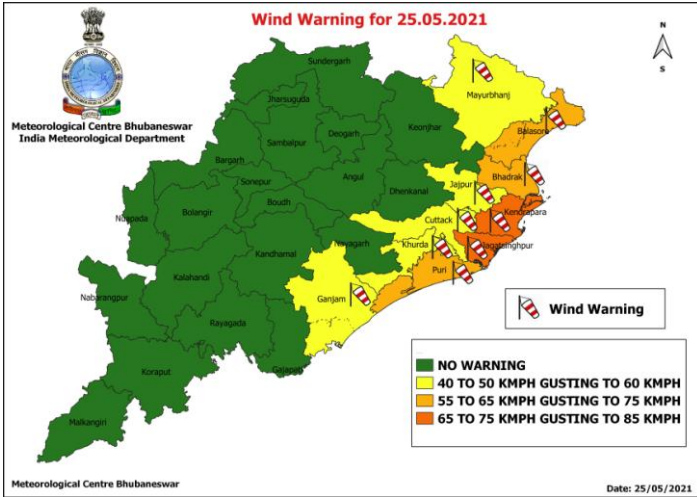 Wind Warning for 25.05.2021
N
S
Meteorological Centre Bhubaneswar
India Meteorological Department
Sundergarh
Mayurbhanj
Jharsuguda
Keonjhar
Deogarh
Balasore
Sambalpur
Bargarh
Bhadrak
Angul
Jajpur
Sonepur
Dhenkanal
Boudh
Kendrapara
Bolangir
Cuttack
Nuapada
Nayagarh
Khurda
Jagatsinghpur
Kandhamal
Puri
Kalahandi
Nabarangpur
Ganjam
Wind Warning
Rayagada
Gajapati
Koraput
Malkangiri
NO WARNING
40 TO 50 KMPH GUSTING TO 60 KMPH
55 TO 65 KMPH GUSTING TO 75 KMPH
65 TO 75 KMPH GUSTING TO 85 KMPH
Meteorological Centre Bhubaneswar
Date: 25/05/2021